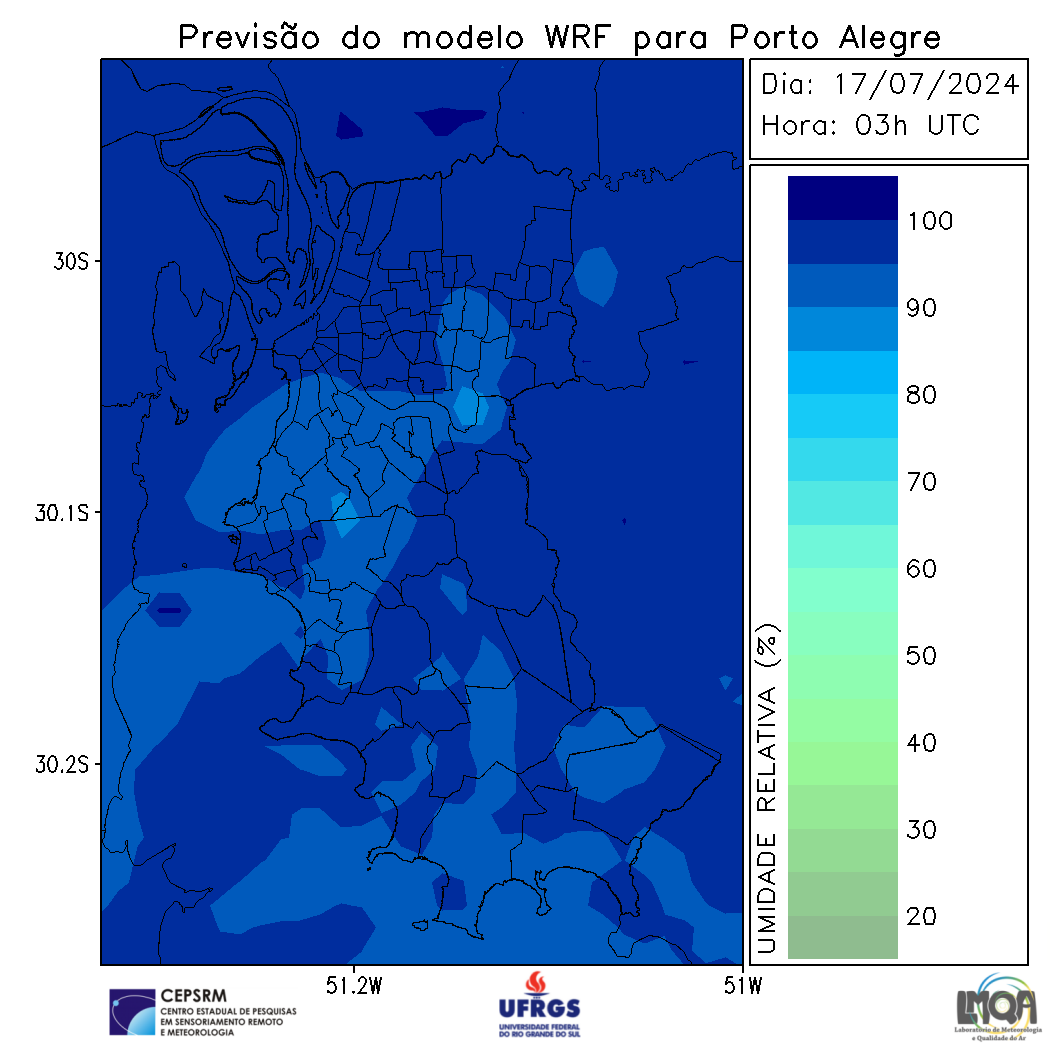 Previsão do modelo WRF para Porto Alegre
Dia: 17/07/2024
Hora: 03h UTC
30S
30.1S
30.2S
51.2W
51W
UMIDADE RELATIVA (%)
100
90
80
70
60
50
40
30
20
CEPSRM
CENTRO ESTADUAL DE PESQUISAS
EM SENSORIAMENTO REMOTO
E METEOROLOGIA
UFRGS
UNIVERSIDADE FEDERAL
DO RIO GRANDE DO SUL
LMQA
Laboratório de Meteorologia
e Qualidade do Ar